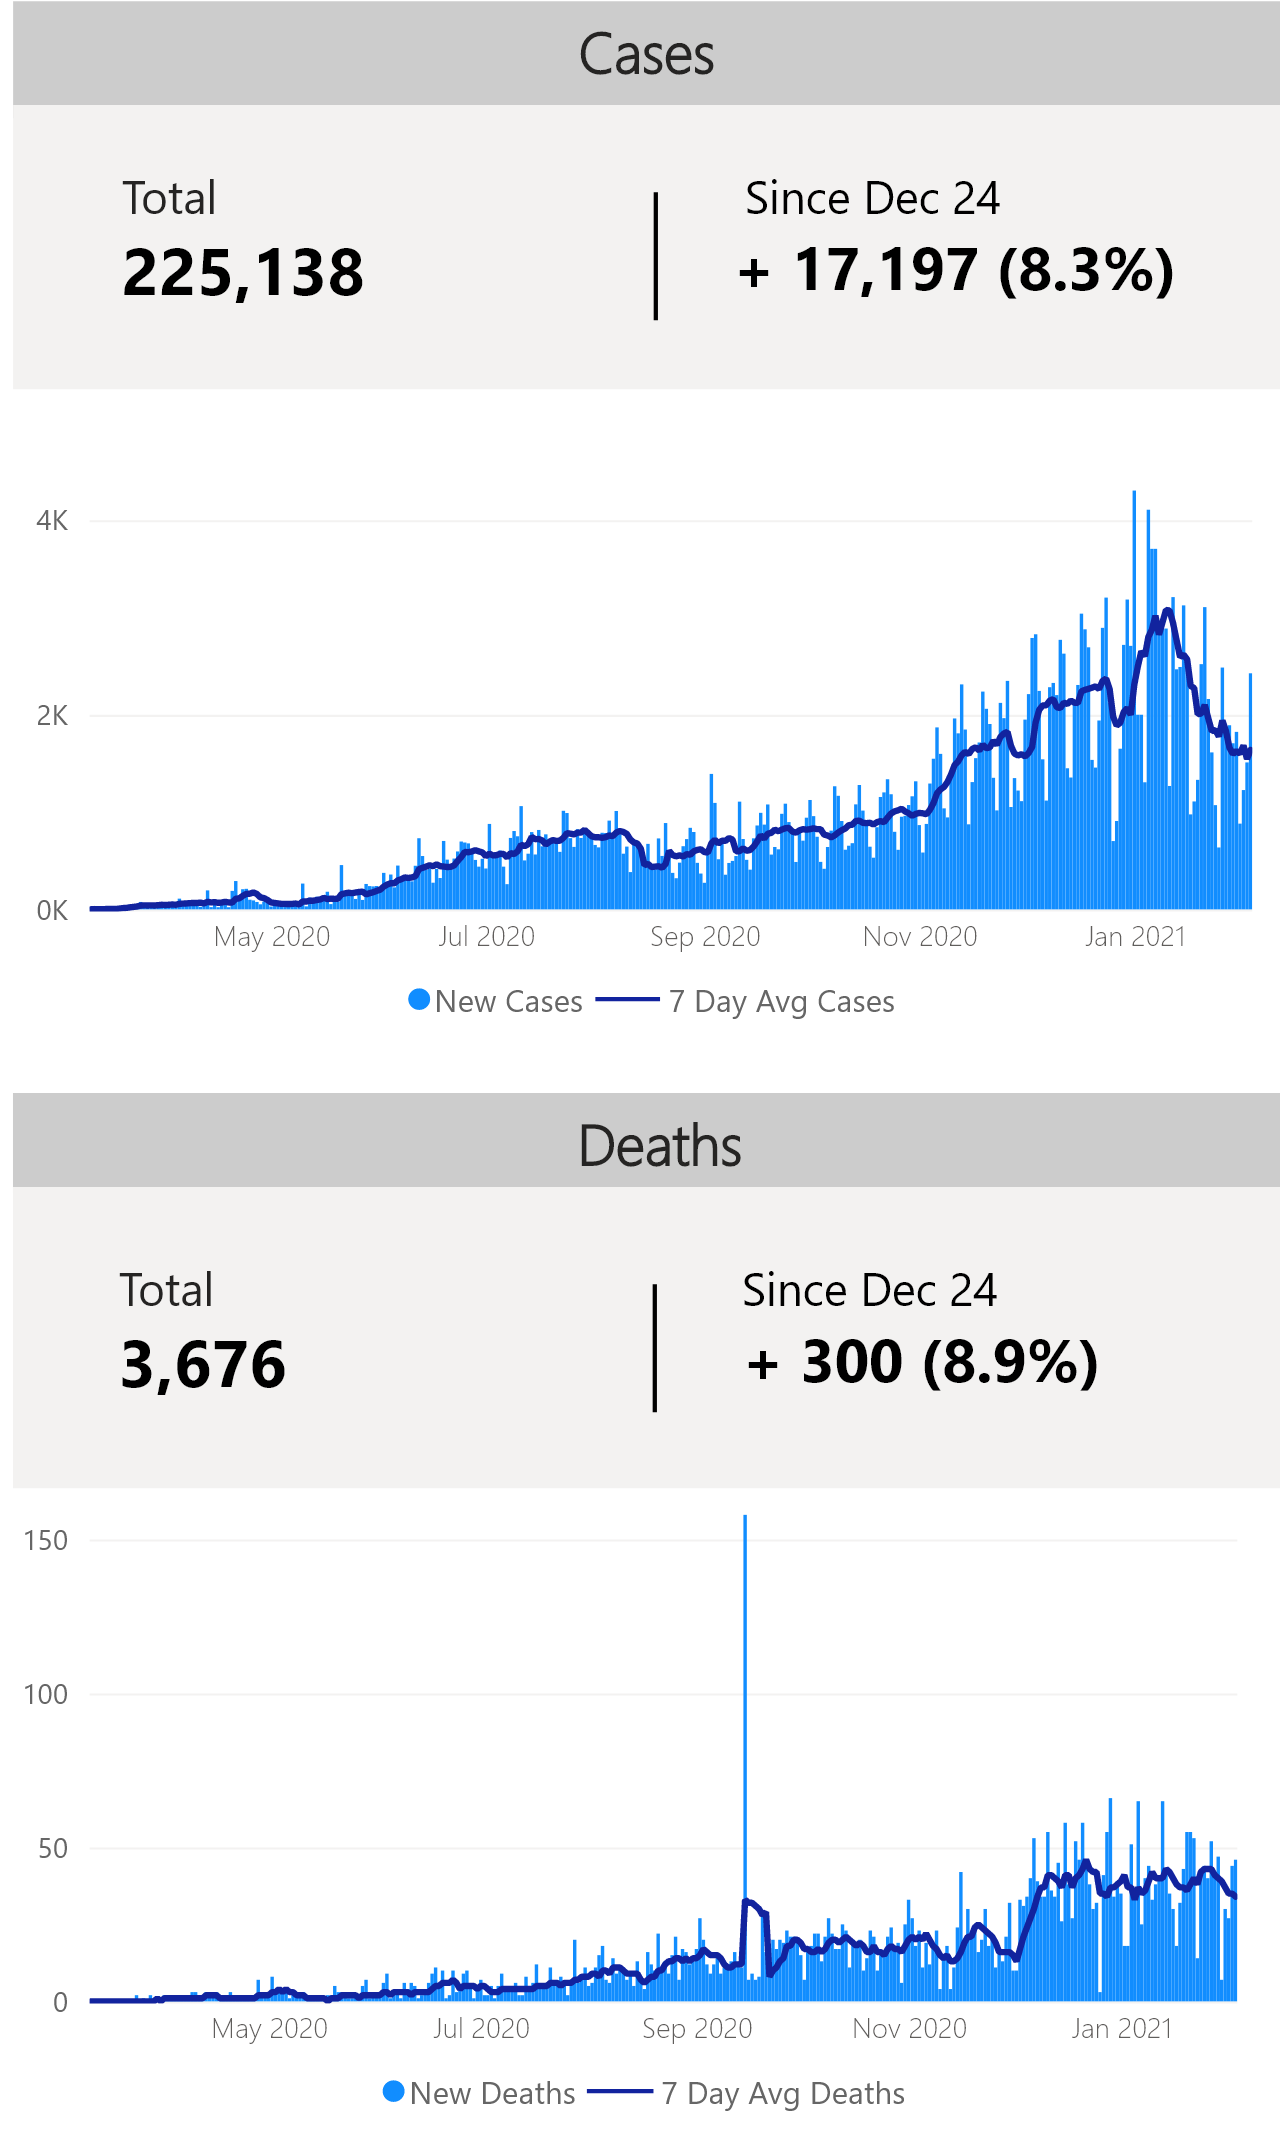 Cases
Total
Since Dec 24
225,138
+ 17,197 (8.3%)
4K
2K
0K
May 2020
Jul 2020
Sep 2020
Nov 2020
Jan 2021
New Cases
7 Day Avg Cases
Deaths
Total
Since Dec 24
3,676
+ 300 (8.9%)
150
100
50
0
May 2020
Jul 2020
Sep 2020
Nov 2020
Jan 2021
New Deaths
7 Day Avg Deaths